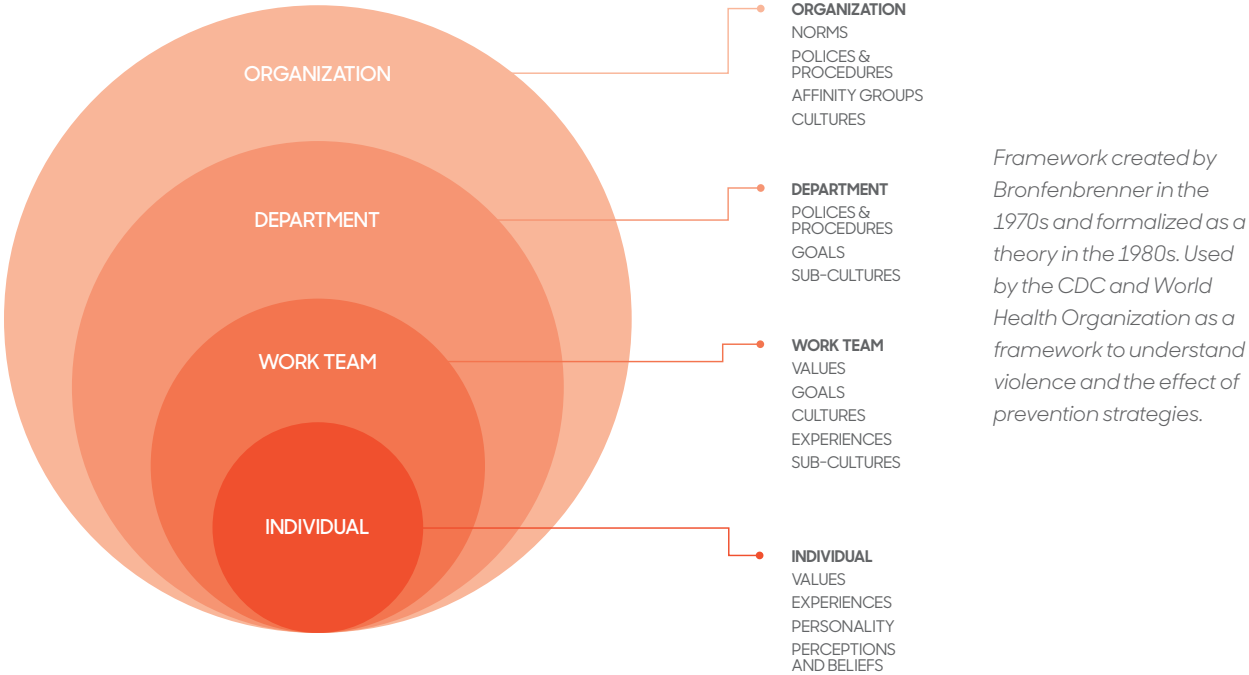 ORGANIZATION
DEPARTMENT
WORK TEAM
INDIVIDUAL
ORGANIZATION
NORMS
POLICES &
PROCEDURES
AFFINITY GROUPS
CULTURES
DEPARTMENT
POLICES &
PROCEDURES
GOALS
SUB-CULTURES
WORK TEAM
VALUES
GOALS
CULTURES
EXPERIENCES
SUB-CULTURES
INDIVIDUAL
VALUES
EXPERIENCES
PERSONALITY
PERCEPTIONS
AND BELIEFS
Framework created by
Bronfenbrenner in the
1970s and formalized as a
theory in the 1980s. Used
by the CDC and World
Health Organization as a
framework to understand
violence and the effect of
prevention strategies.